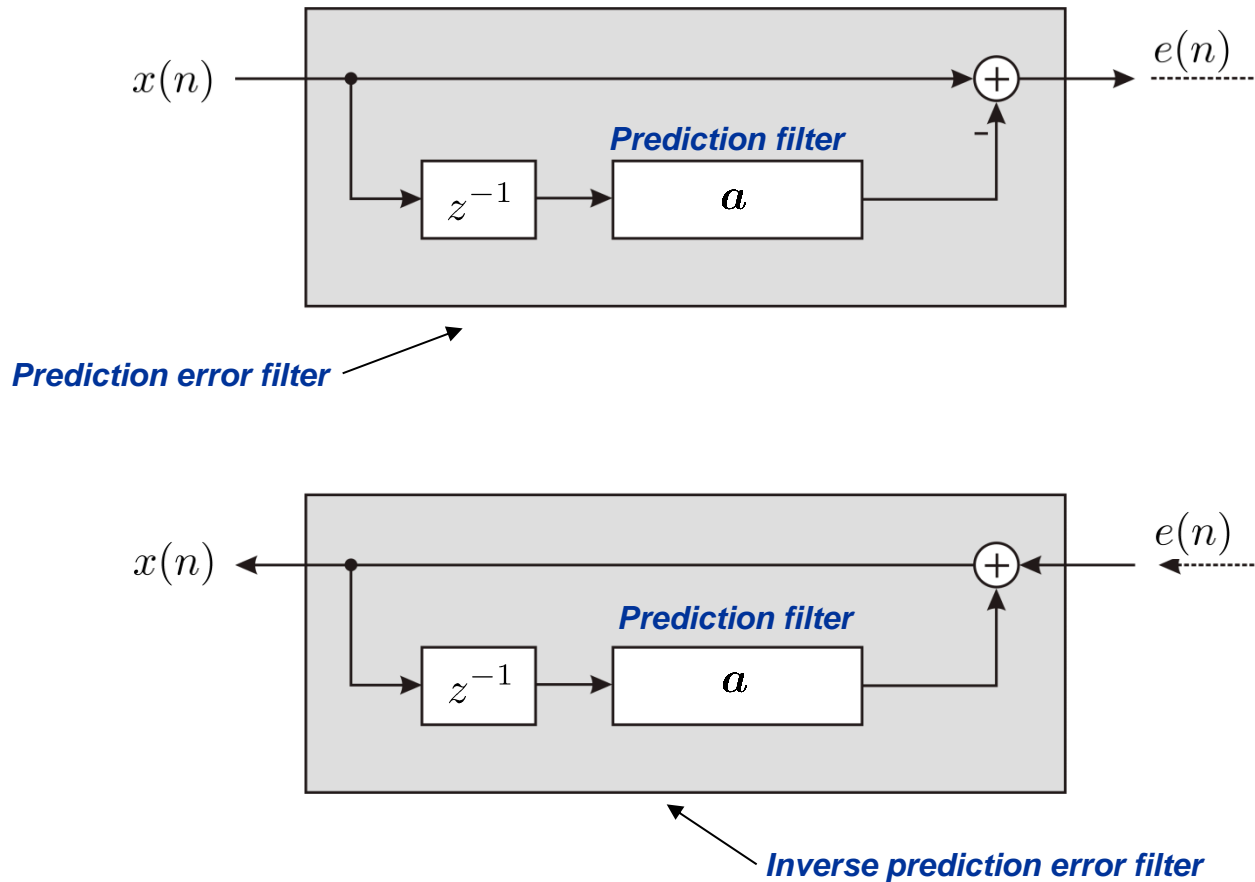 e(n)
x(n)
+
-
Prediction filter
z^{-1}
a
Prediction error filter
e(n)
x(n)
+
Prediction filter
z^{-1}
a
Inverse prediction error filter